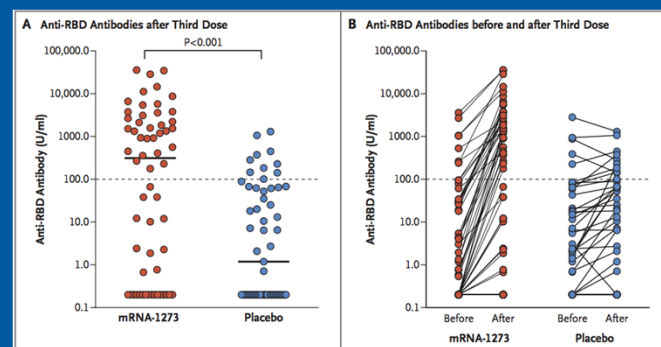 A Anti-RBD Antibodies after Third Dose
P<0.001
Anti-RBD Antibody (U/ml)
100,000.0
10,000.0
1000.0
100.0
10.0
1.0
0.1
mRNA-1273
Placebo
B Anti-RBD Antibodies before and after Third Dose
Anti-RBD Antibody (U/ml)
100,000.0
10,000.0
1000.0
100.0
10.0
1.0
0.1
Before After Before After
mRNA-1273 Placebo